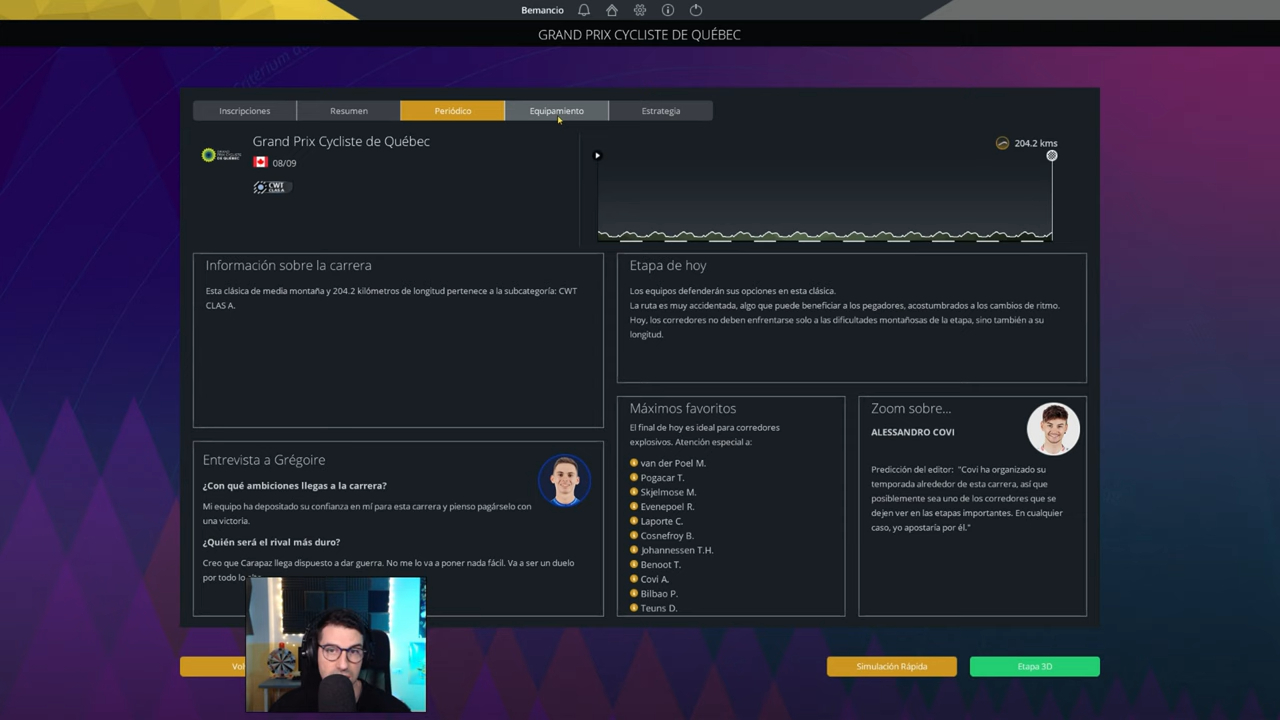 Bemancio
GRAND PRIX CYCLISTE DE QUÉBEC
Inscripciones
Resumen
Periódico
Equipamiento
Estrategia
Grand Prix Cycliste de Québec
08/09
CWT
CLAS A
204.2 kms
Información sobre la carrera
Esta clásica de media montaña y 204.2 kilómetros de longitud pertenece a la subcategoría: CWT
CLAS A.
Etapa de hoy
Los equipos defenderán sus opciones en esta clásica.
La ruta es muy accidentada, algo que puede beneficiar a los pegadores, acostumbrados a los cambios de ritmo.
Hoy, los corredores no deben enfrentarse solo a las dificultades montañosas de la etapa, sino también a su
longitud.
Entrevista a Grégoire
¿Con qué ambiciones llegas a la carrera?
Mi equipo ha depositado su confianza en mí para esta carrera y pienso pagárselo con
una victoria.
¿Quién será el rival más duro?
Creo que Carapaz llega dispuesto a dar guerra. No me lo va a poner nada fácil. Va a ser un duelo
por todo lo alto.
Máximos favoritos
El final de hoy es ideal para corredores
explosivos. Atención especial a:
van der Poel M.
Pogacar T.
Skjelmose M.
Evenepoel R.
Laporte C.
Cosnefroy B.
Johannessen T.H.
Benoot T.
Covi A.
Bilbao P.
Teuns D.
Zoom sobre...
ALESSANDRO COVI
Predicción del editor: "Covi ha organizado su
temporada alrededor de esta carrera, así que
posiblemente sea uno de los corredores que se
dejen ver en las etapas importantes. En cualquier
caso, yo apostaría por él."
Vol
Simulación Rápida
Etapa 3D